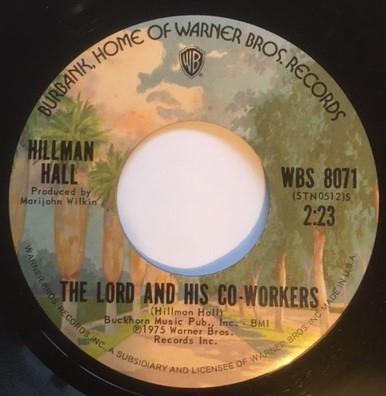 BURBANK, HOME OF WARNER BROS. RECORDS
WB
HILLMAN
HALL
Produced by
Marijohn Wilkin
WBS 8071
(STN0512)S
2:23
THE LORD AND HIS CO-WORKERS
(Hillman Hall)
Buckhorn Music Pub., Inc. - BMI
℗1975 Warner Bros.
Records Inc.
WARNER BROS. RECORDS INC., A SUBSIDIARY AND LICENSEE OF WARNER BROS. INC. MADE IN U.S.A.